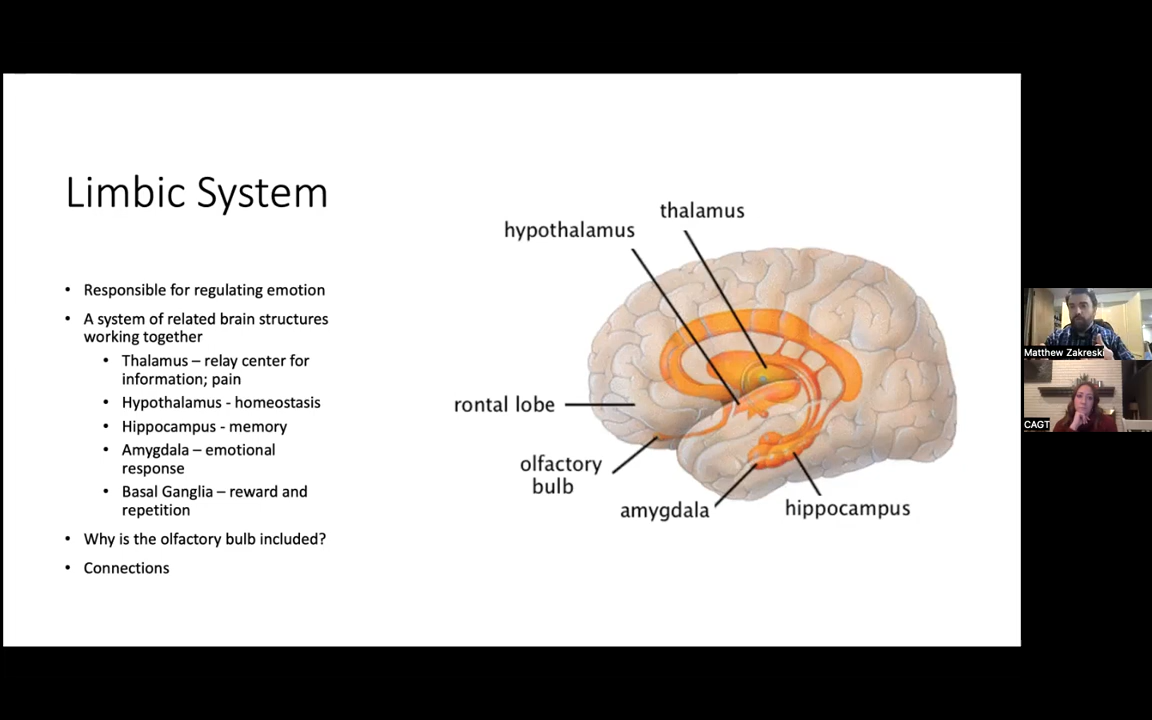 Limbic System
• Responsible for regulating emotion
• A system of related brain structures
working together
• Thalamus – relay center for
information; pain
• Hypothalamus - homeostasis
• Hippocampus - memory
• Amygdala – emotional
response
• Basal Ganglia – reward and
repetition
• Why is the olfactory bulb included?
• Connections
thalamus
hypothalamus
rontal lobe
olfactory
bulb
amygdala
hippocampus
Matthew Zakreski
CAGT